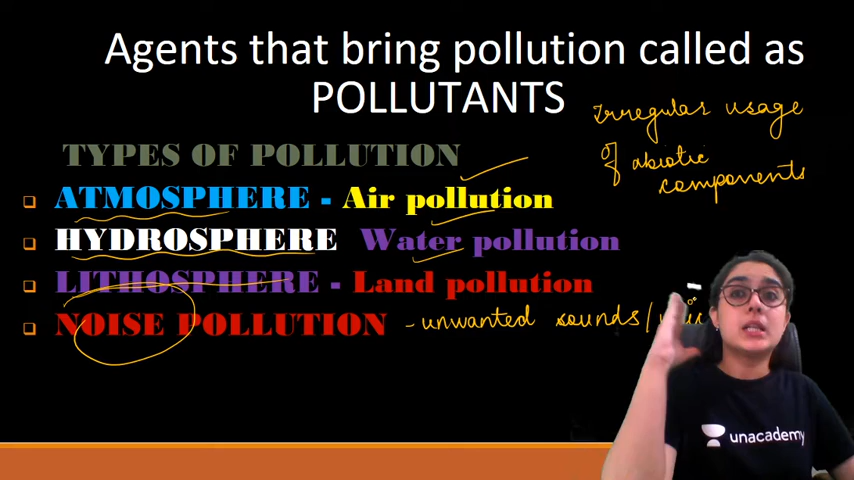 Agents that bring pollution called as
POLLUTANTS
Irregular usage
of abiotic
components
TYPES OF POLLUTION
ATMOSPHERE - Air pollution
HYDROSPHERE Water pollution
LITHOSPHERE - Land pollution
NOISE POLLUTION - unwanted sounds/
unacademy